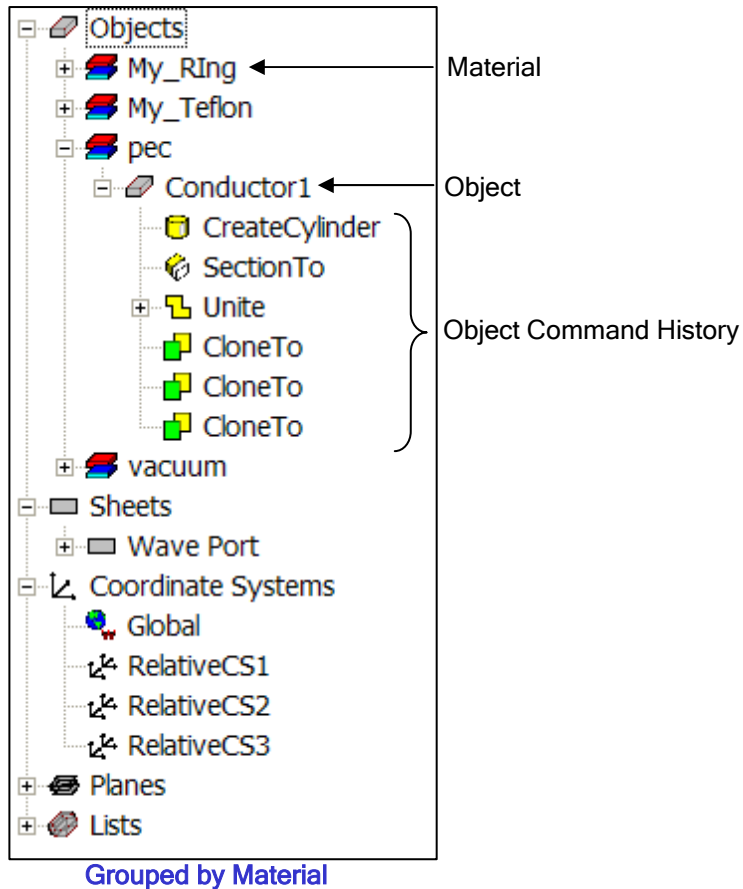 Objects
My_RIng
Material
My_Teflon
pec
Conductor1
Object
CreateCylinder
SectionTo
Unite
Object Command History
CloneTo
CloneTo
CloneTo
vacuum
Sheets
Wave Port
Coordinate Systems
Global
RelativeCS1
RelativeCS2
RelativeCS3
Planes
Lists
Grouped by Material